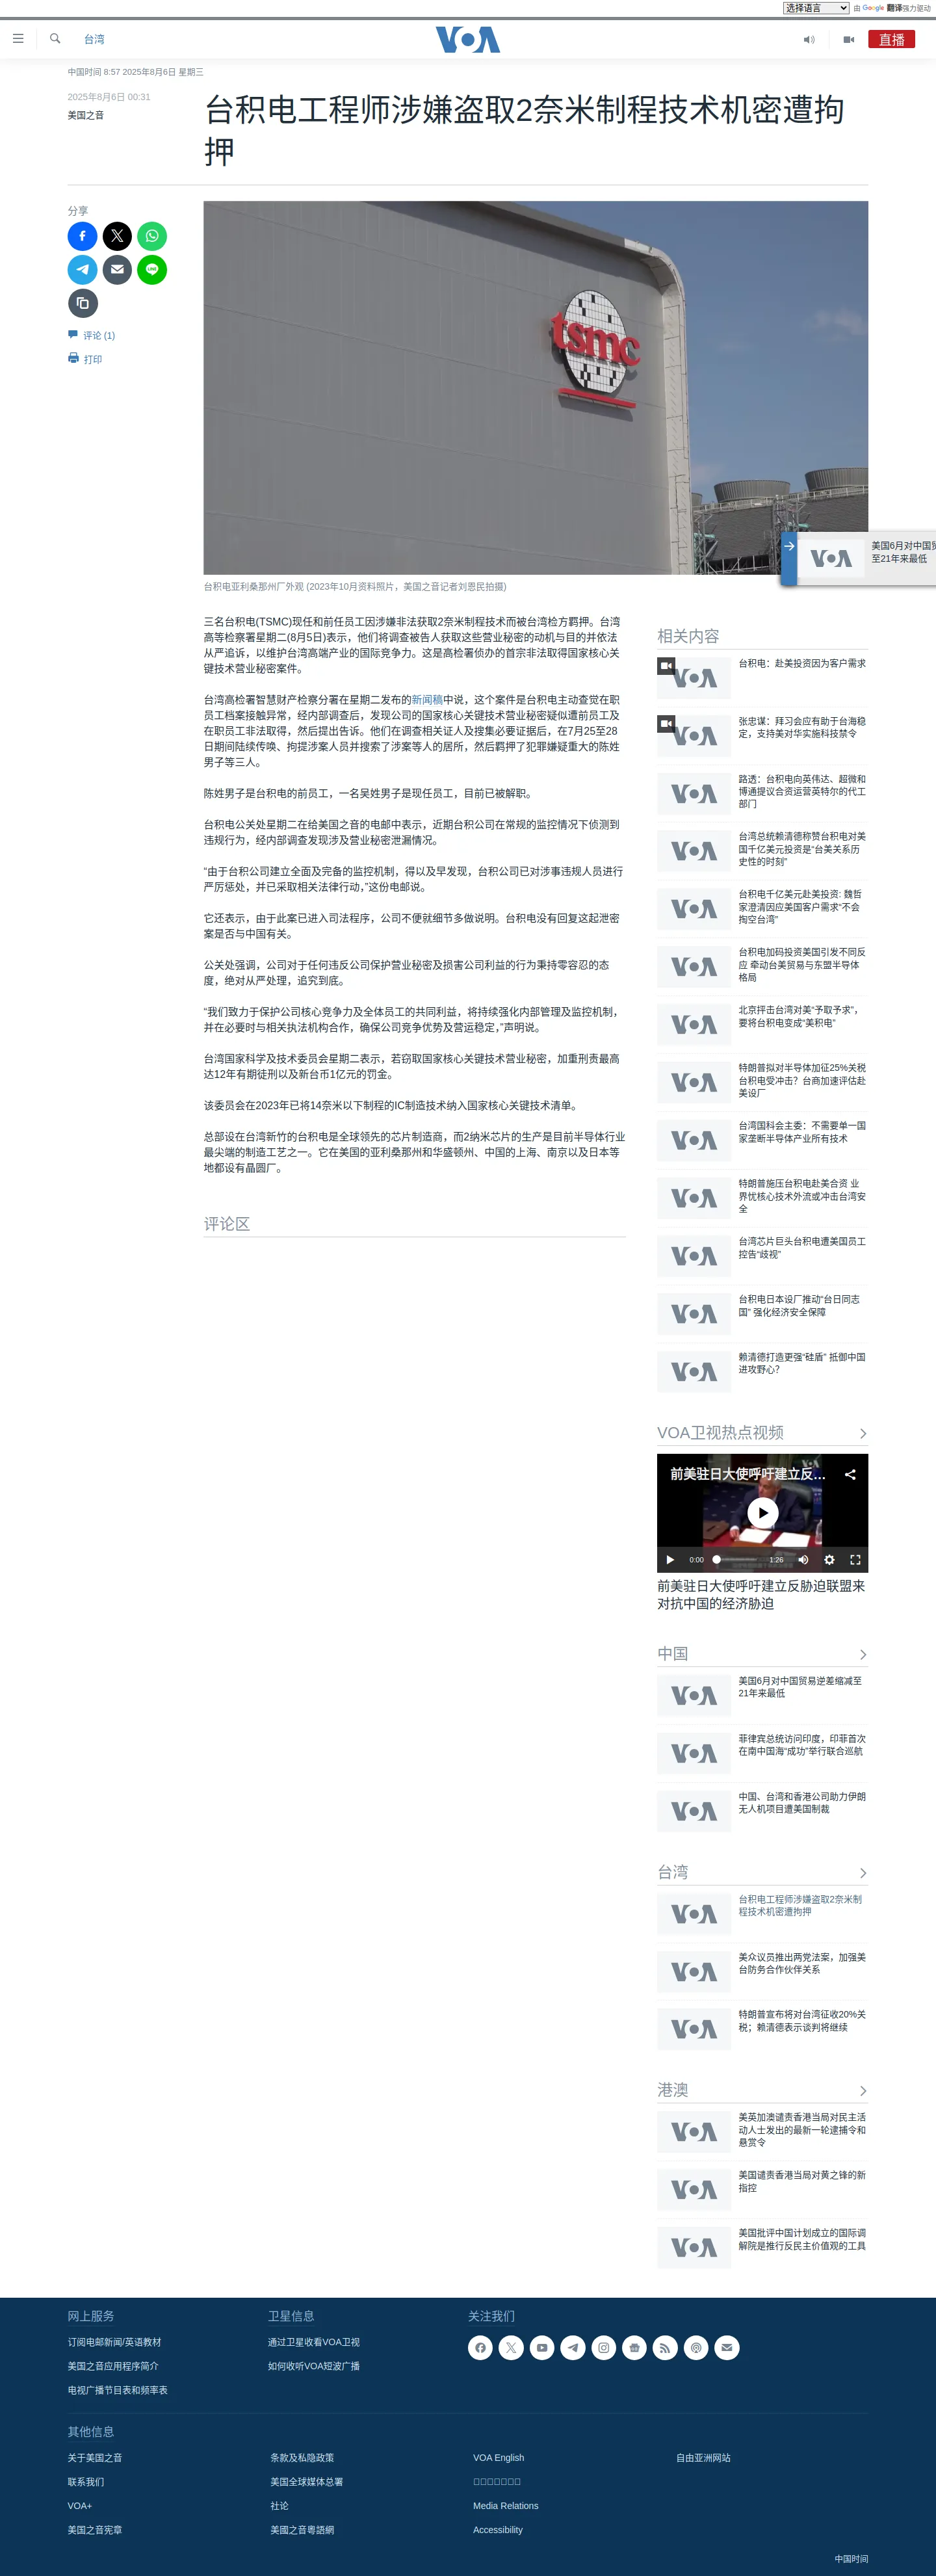 选择语言
由 Google 翻译强力驱动
台湾
VOA
直播
中国时间 8:57 2025年8月6日 星期三
2025年8月6日 00:31
美国之音
台积电工程师涉嫌盗取2奈米制程技术机密遭拘
押
分享
评论 (1)
打印
tsmc
台积电亚利桑那州厂外观 (2023年10月资料照片，美国之音记者刘恩民拍摄)
美国6月对中国贸
至21年来最低
三名台积电(TSMC)现任和前任员工因涉嫌非法获取2奈米制程技术而被台湾检方羁押。台湾
高等检察署星期二(8月5日)表示，他们将调查被告人获取这些营业秘密的动机与目的并依法
从严追诉，以维护台湾高端产业的国际竞争力。这是高检署侦办的首宗非法取得国家核心关
键技术营业秘密案件。
台湾高检署智慧财产检察分署在星期二发布的新闻稿中说，这个案件是台积电主动查觉在职
员工档案接触异常，经内部调查后，发现公司的国家核心关键技术营业秘密疑似遭前员工及
在职员工非法取得，然后提出告诉。他们在调查相关证人及搜集必要证据后，在7月25至28
日期间陆续传唤、拘提涉案人员并搜索了涉案等人的居所，然后羁押了犯罪嫌疑重大的陈姓
男子等三人。
陈姓男子是台积电的前员工，一名吴姓男子是现任员工，目前已被解职。
台积电公关处星期二在给美国之音的电邮中表示，近期台积公司在常规的监控情况下侦测到
违规行为，经内部调查发现涉及营业秘密泄漏情况。
“由于台积公司建立全面及完备的监控机制，得以及早发现，台积公司已对涉事违规人员进行
严厉惩处，并已采取相关法律行动，”这份电邮说。
它还表示，由于此案已进入司法程序，公司不便就细节多做说明。台积电没有回复这起泄密
案是否与中国有关。
公关处强调，公司对于任何违反公司保护营业秘密及损害公司利益的行为秉持零容忍的态
度，绝对从严处理，追究到底。
“我们致力于保护公司核心竞争力及全体员工的共同利益，将持续强化内部管理及监控机制，
并在必要时与相关执法机构合作，确保公司竞争优势及营运稳定，”声明说。
台湾国家科学及技术委员会星期二表示，若窃取国家核心关键技术营业秘密，加重刑责最高
达12年有期徒刑以及新台币1亿元的罚金。
该委员会在2023年已将14奈米以下制程的IC制造技术纳入国家核心关键技术清单。
总部设在台湾新竹的台积电是全球领先的芯片制造商，而2纳米芯片的生产是目前半导体行业
最尖端的制造工艺之一。它在美国的亚利桑那州和华盛顿州、中国的上海、南京以及日本等
地都设有晶圆厂。
评论区
相关内容
台积电：赴美投资因为客户需求
张忠谋：拜习会应有助于台海稳
定，支持美对华实施科技禁令
路透：台积电向英伟达、超微和
博通提议合资运营英特尔的代工
部门
台湾总统赖清德称赞台积电对美
国千亿美元投资是“台美关系历
史性的时刻”
台积电千亿美元赴美投资: 魏哲
家澄清因应美国客户需求“不会
掏空台湾”
台积电加码投资美国引发不同反
应 牵动台美贸易与东盟半导体
格局
北京抨击台湾对美“予取予求”，
要将台积电变成“美积电”
特朗普拟对半导体加征25%关税
台积电受冲击？台商加速评估赴
美设厂
台湾国科会主委：不需要单一国
家垄断半导体产业所有技术
特朗普施压台积电赴美合资 业
界忧核心技术外流或冲击台湾安
全
台湾芯片巨头台积电遭美国员工
控告“歧视”
台积电日本设厂推动“台日同志
国” 强化经济安全保障
赖清德打造更强“硅盾” 抵御中国
进攻野心？
VOA卫视热点视频
前美驻日大使呼吁建立反…
0:00
1:26
前美驻日大使呼吁建立反胁迫联盟来
对抗中国的经济胁迫
中国
美国6月对中国贸易逆差缩减至
21年来最低
菲律宾总统访问印度，印菲首次
在南中国海“成功”举行联合巡航
中国、台湾和香港公司助力伊朗
无人机项目遭美国制裁
台湾
台积电工程师涉嫌盗取2奈米制
程技术机密遭拘押
美众议员推出两党法案，加强美
台防务合作伙伴关系
特朗普宣布将对台湾征收20%关
税；赖清德表示谈判将继续
港澳
美英加澳谴责香港当局对民主活
动人士发出的最新一轮逮捕令和
悬赏令
美国谴责香港当局对黄之锋的新
指控
美国批评中国计划成立的国际调
解院是推行反民主价值观的工具
网上服务
订阅电邮新闻/英语教材
美国之音应用程序简介
电视广播节目表和频率表
卫星信息
通过卫星收看VOA卫视
如何收听VOA短波广播
关注我们
其他信息
关于美国之音
条款及私隐政策
VOA English
自由亚洲网站
联系我们
美国全球媒体总署
VOA+
社论
Media Relations
美国之音宪章
美國之音粵語網
Accessibility
中国时间